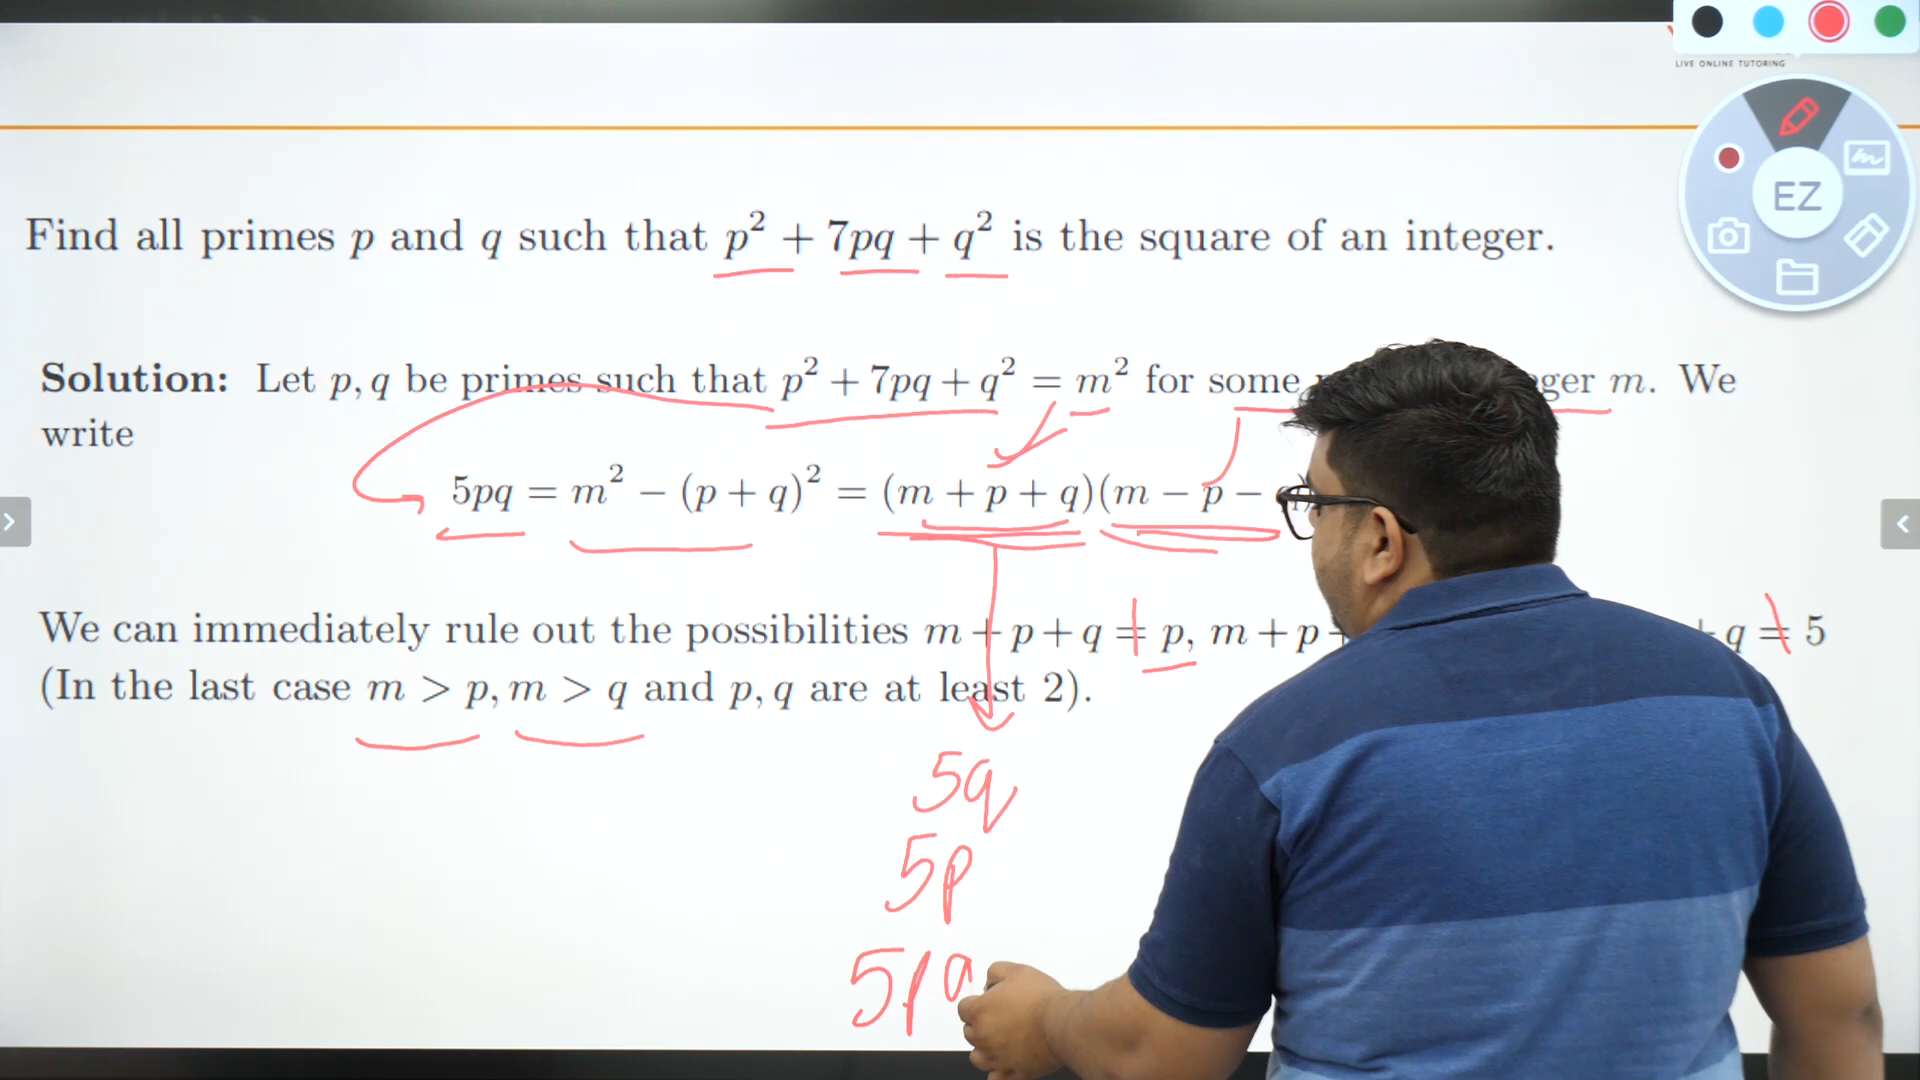 LIVE ONLINE TUTORING
EZ
Find all primes p and q such that p² + 7pq + q² is the square of an integer.
Solution: Let p, q be primes such that p² + 7pq + q² = m² for some ger m. We
write
5pq = m² − (p + q)² = (m + p + q)(m − p −
We can immediately rule out the possibilities m + p + q = p, m + p + q = 5
(In the last case m > p, m > q and p, q are at least 2).
5q
5p
5pq